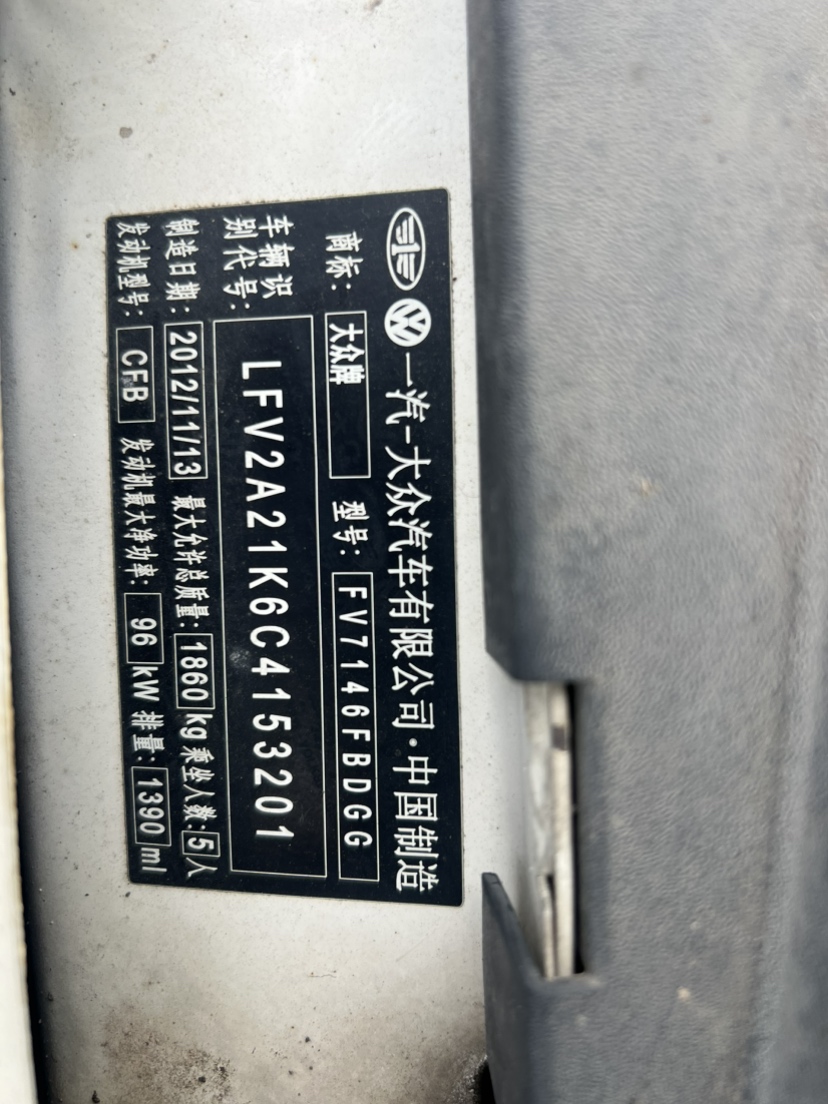 一汽-大众汽车有限公司·中国制造
商标: 大众牌 型号: FV7146FBDGG
车辆识别代号: LFV2A21K6C4153201
制造日期: 2012/11/13 最大允许总质量: 1860 kg 乘坐人数: 5 人
发动机型号: CFB 发动机最大净功率: 96 kW 排量: 1390 ml